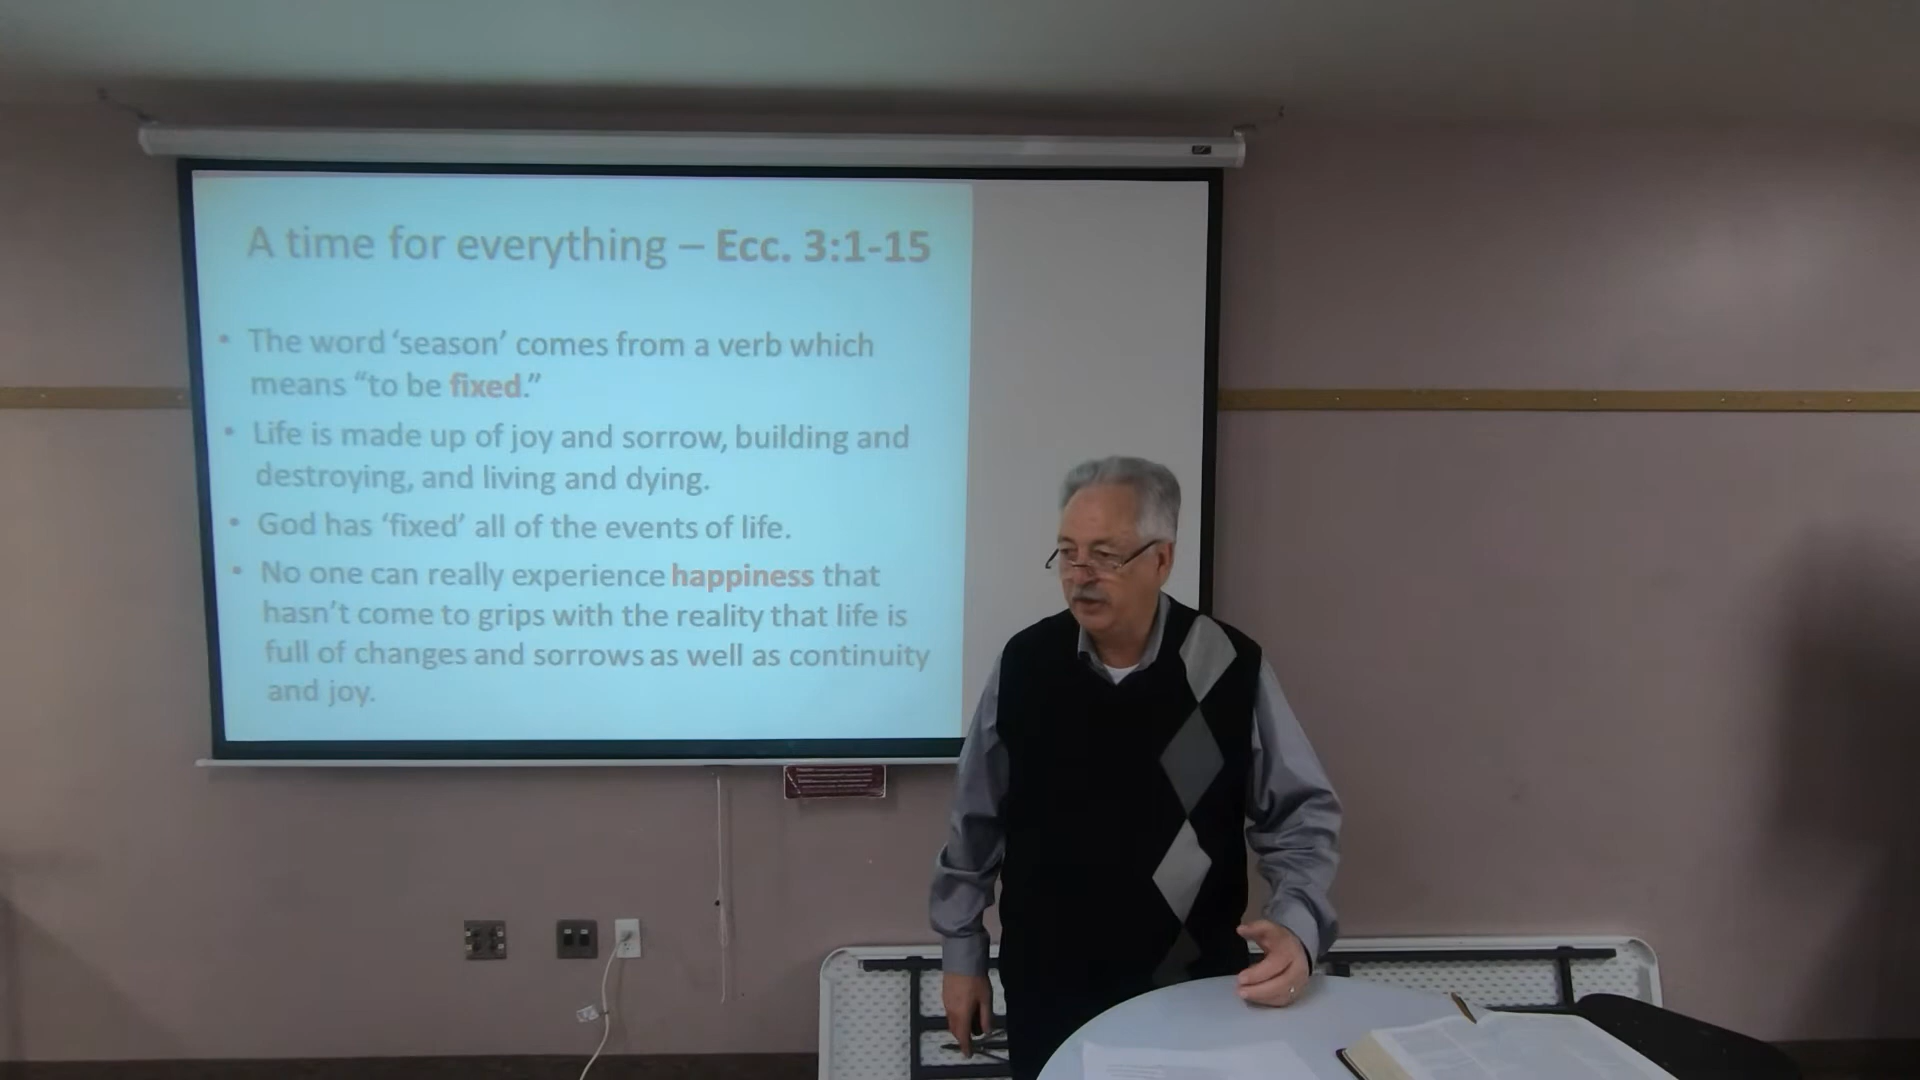 A time for everything – Ecc. 3:1-15
• The word ‘season’ comes from a verb which
means “to be fixed.”
• Life is made up of joy and sorrow, building and
destroying, and living and dying.
• God has ‘fixed’ all of the events of life.
• No one can really experience happiness that
hasn’t come to grips with the reality that life is
full of changes and sorrows as well as continuity
and joy.